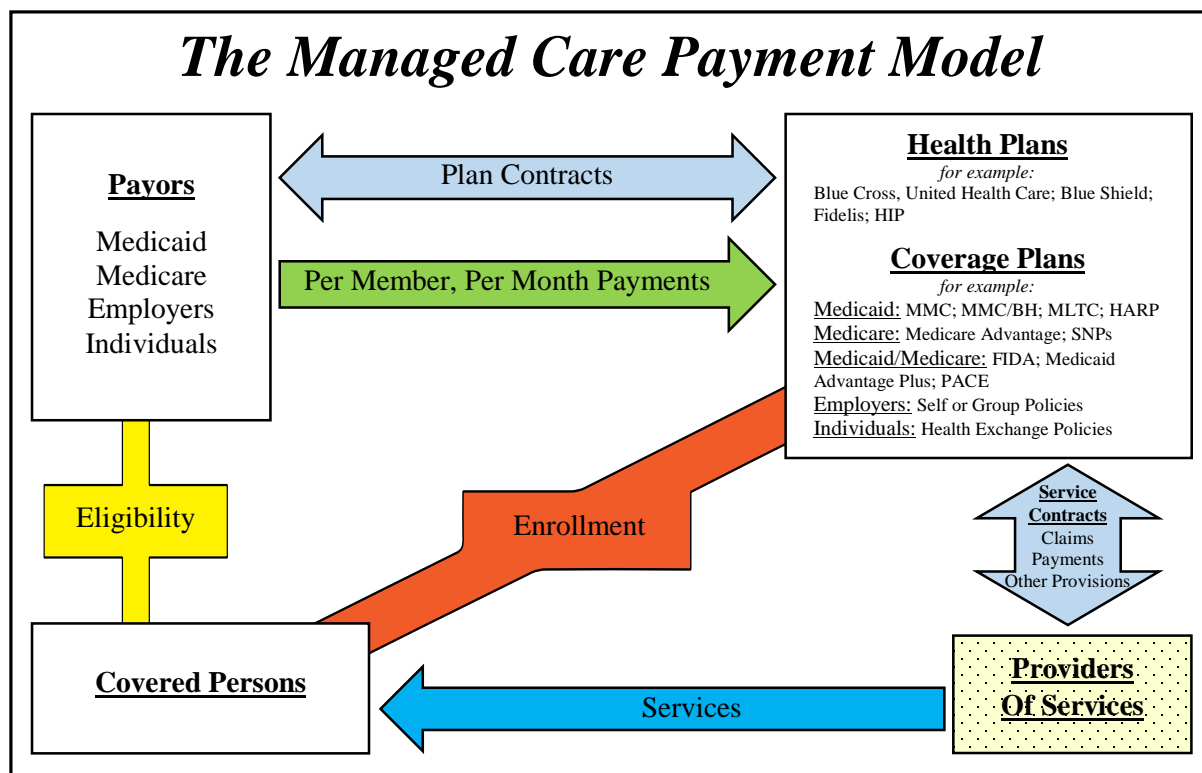 The Managed Care Payment Model
Payors
Medicaid
Medicare
Employers
Individuals
Plan Contracts
Per Member, Per Month Payments
Health Plans
for example:
Blue Cross, United Health Care; Blue Shield;
Fidelis; HIP
Coverage Plans
for example:
Medicaid: MMC; MMC/BH; MLTC; HARP
Medicare: Medicare Advantage; SNPs
Medicaid/Medicare: FIDA; Medicaid
Advantage Plus; PACE
Employers: Self or Group Policies
Individuals: Health Exchange Policies
Eligibility
Enrollment
Service
Contracts
Claims
Payments
Other Provisions
Covered Persons
Services
Providers
Of Services